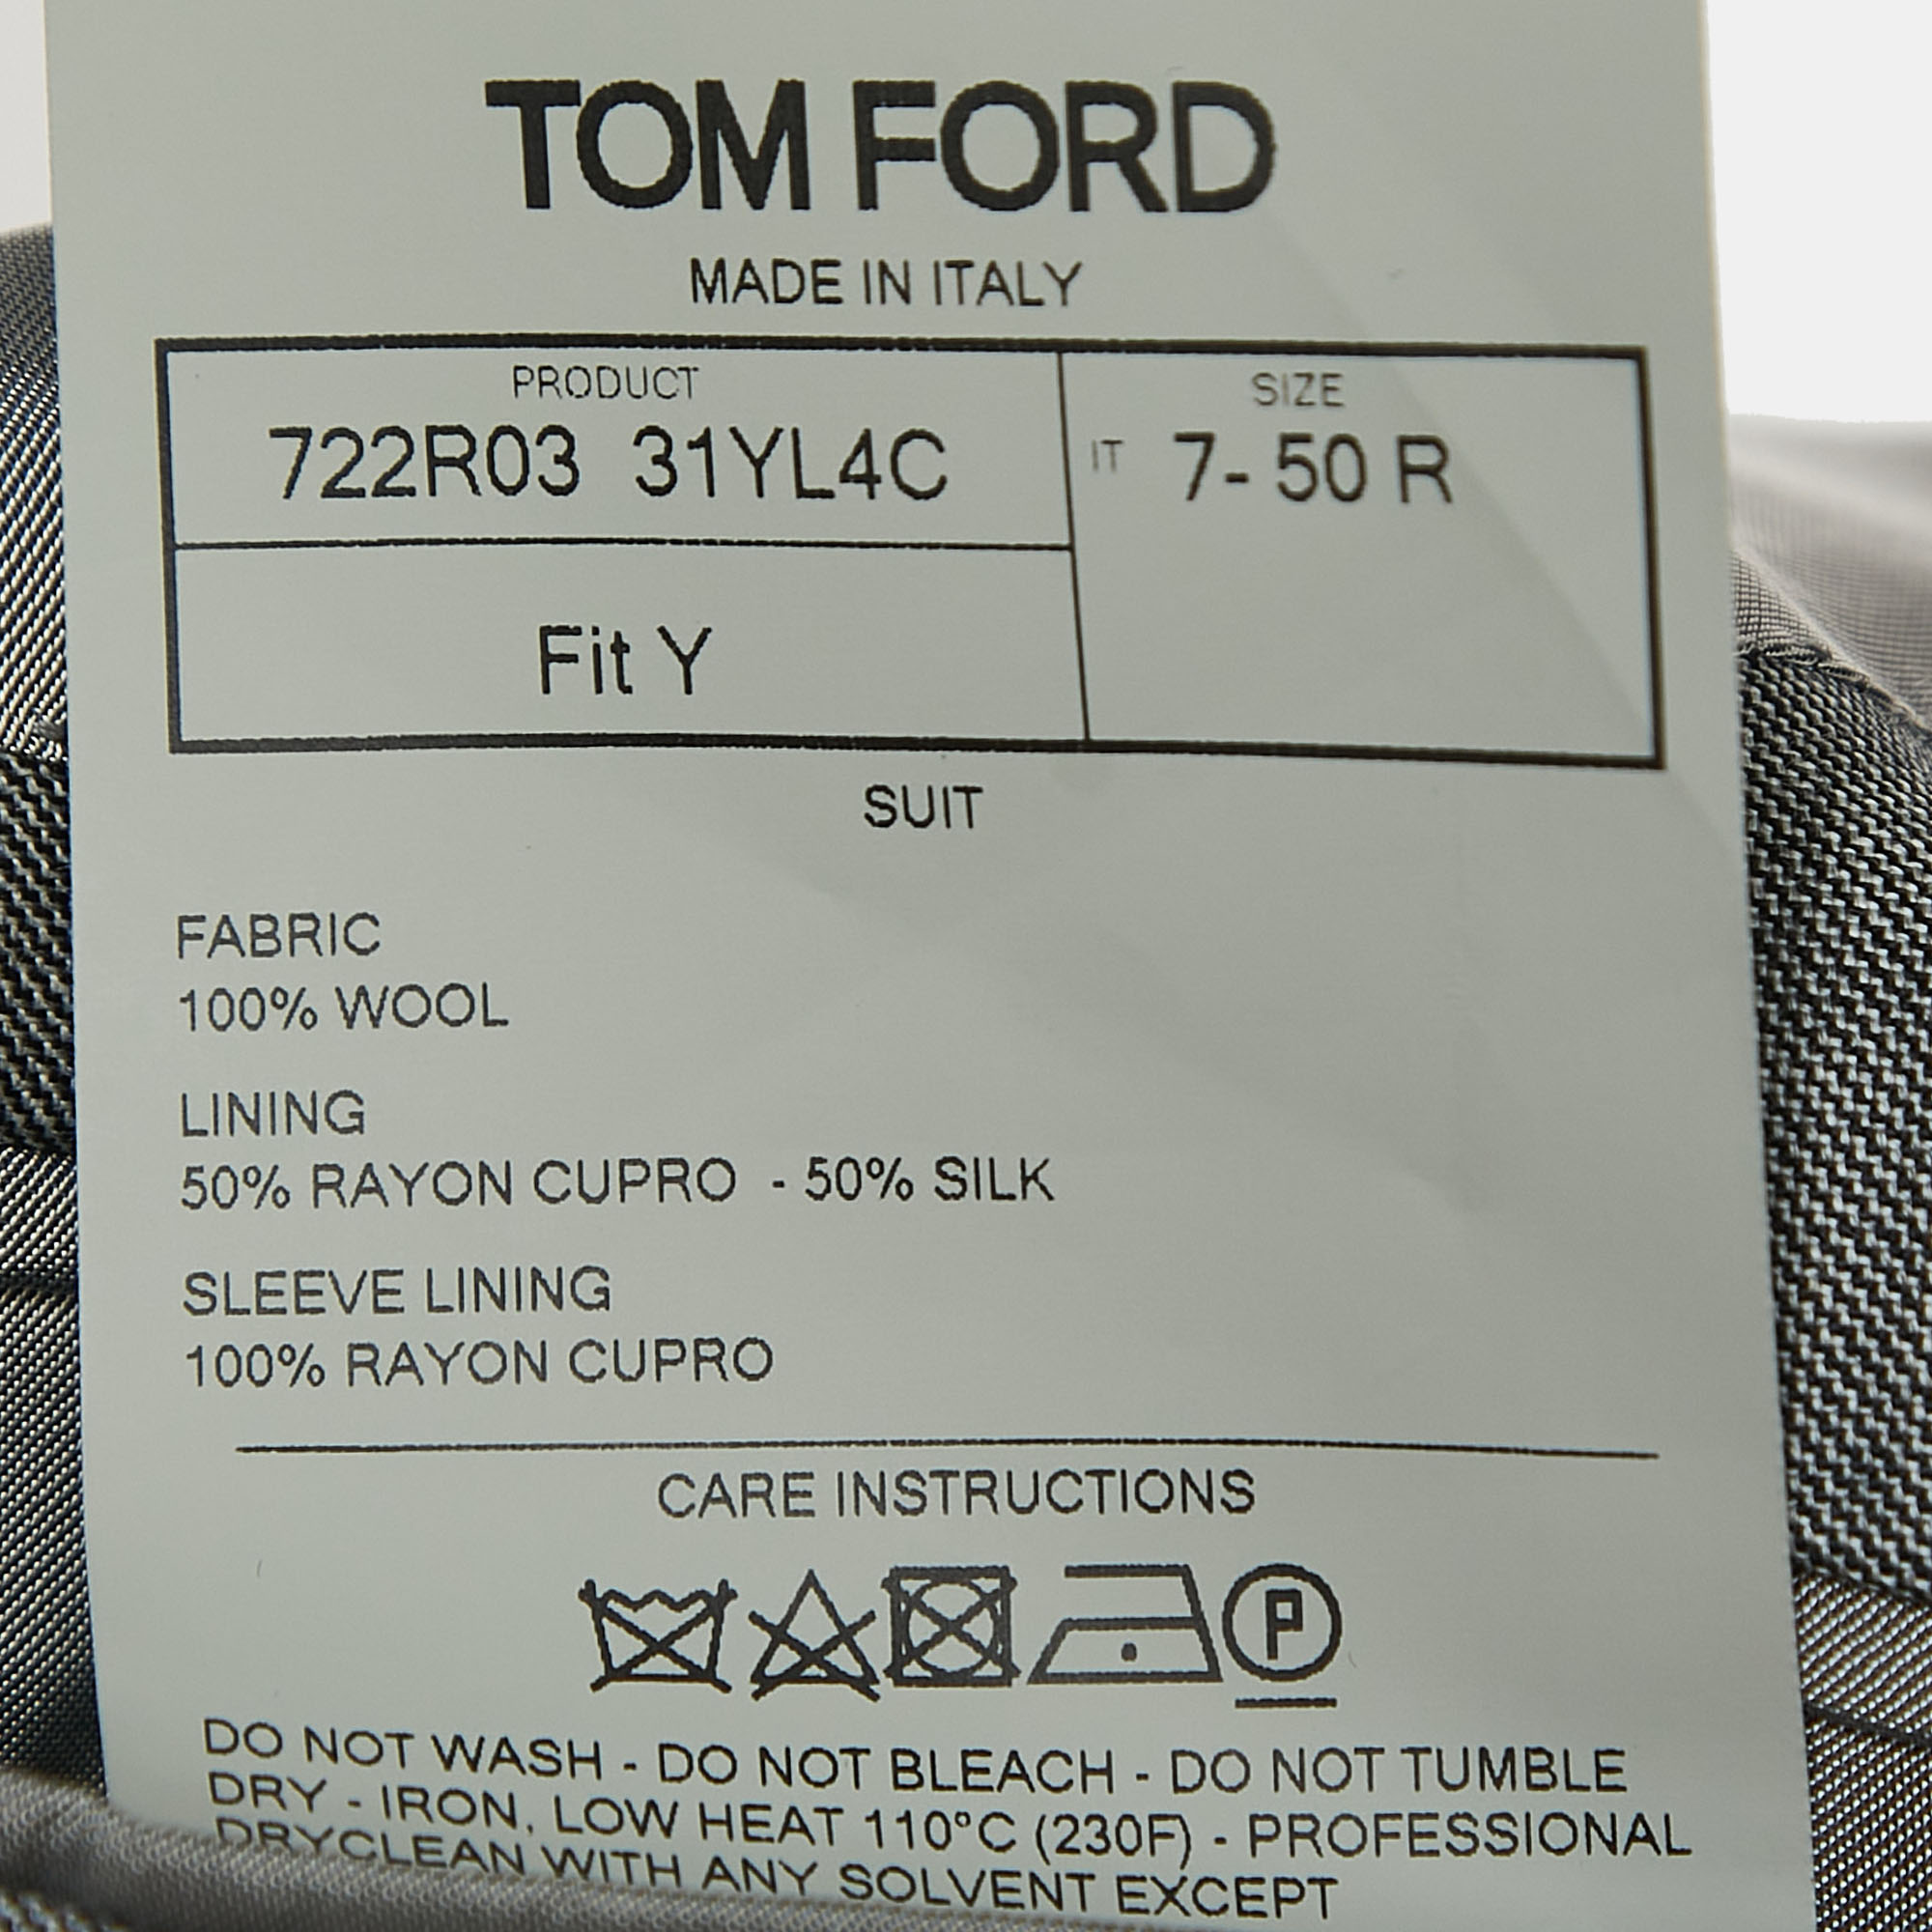 TOM FORD
MADE IN ITALY
PRODUCT
722R03 31YL4C
SIZE
IT 7- 50 R
Fit Y
SUIT
FABRIC
100% WOOL
LINING
50% RAYON CUPRO - 50% SILK
SLEEVE LINING
100% RAYON CUPRO
CARE INSTRUCTIONS
P
DO NOT WASH - DO NOT BLEACH - DO NOT TUMBLE
DRY - IRON, LOW HEAT 110°C (230F) - PROFESSIONAL
DRYCLEAN WITH ANY SOLVENT EXCEPT